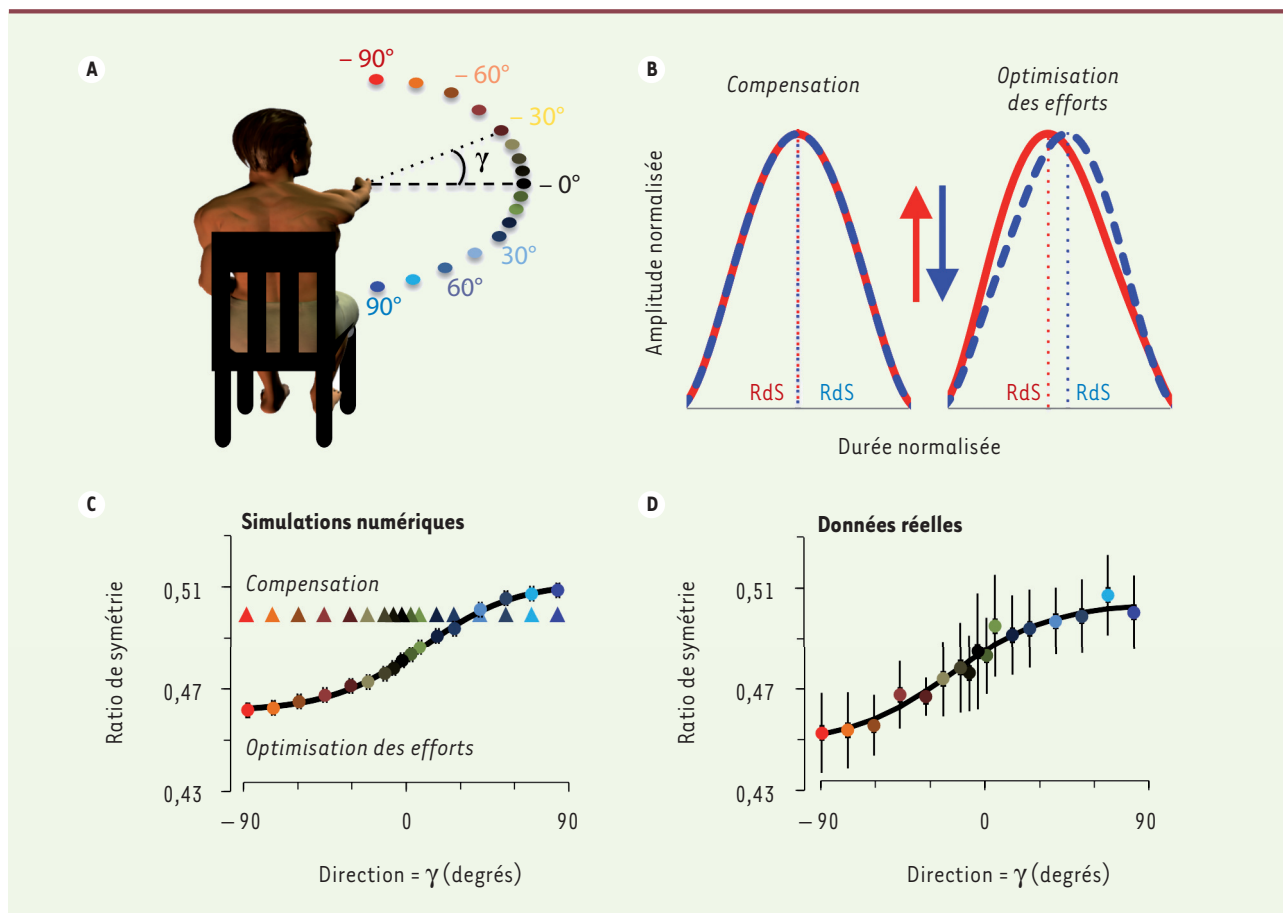 A
– 90°
– 60°
– 30°
γ
– 0°
30°
60°
90°
B
Compensation
Optimisation
des efforts
Amplitude normalisée
RdS
RdS
RdS
RdS
Durée normalisée
C
Simulations numériques
Ratio de symétrie
0,51
Compensation
0,47
Optimisation des efforts
0,43
– 90
0
90
Direction = γ (degrés)
D
Données réelles
Ratio de symétrie
0,51
0,47
0,43
– 90
0
90
Direction = γ (degrés)